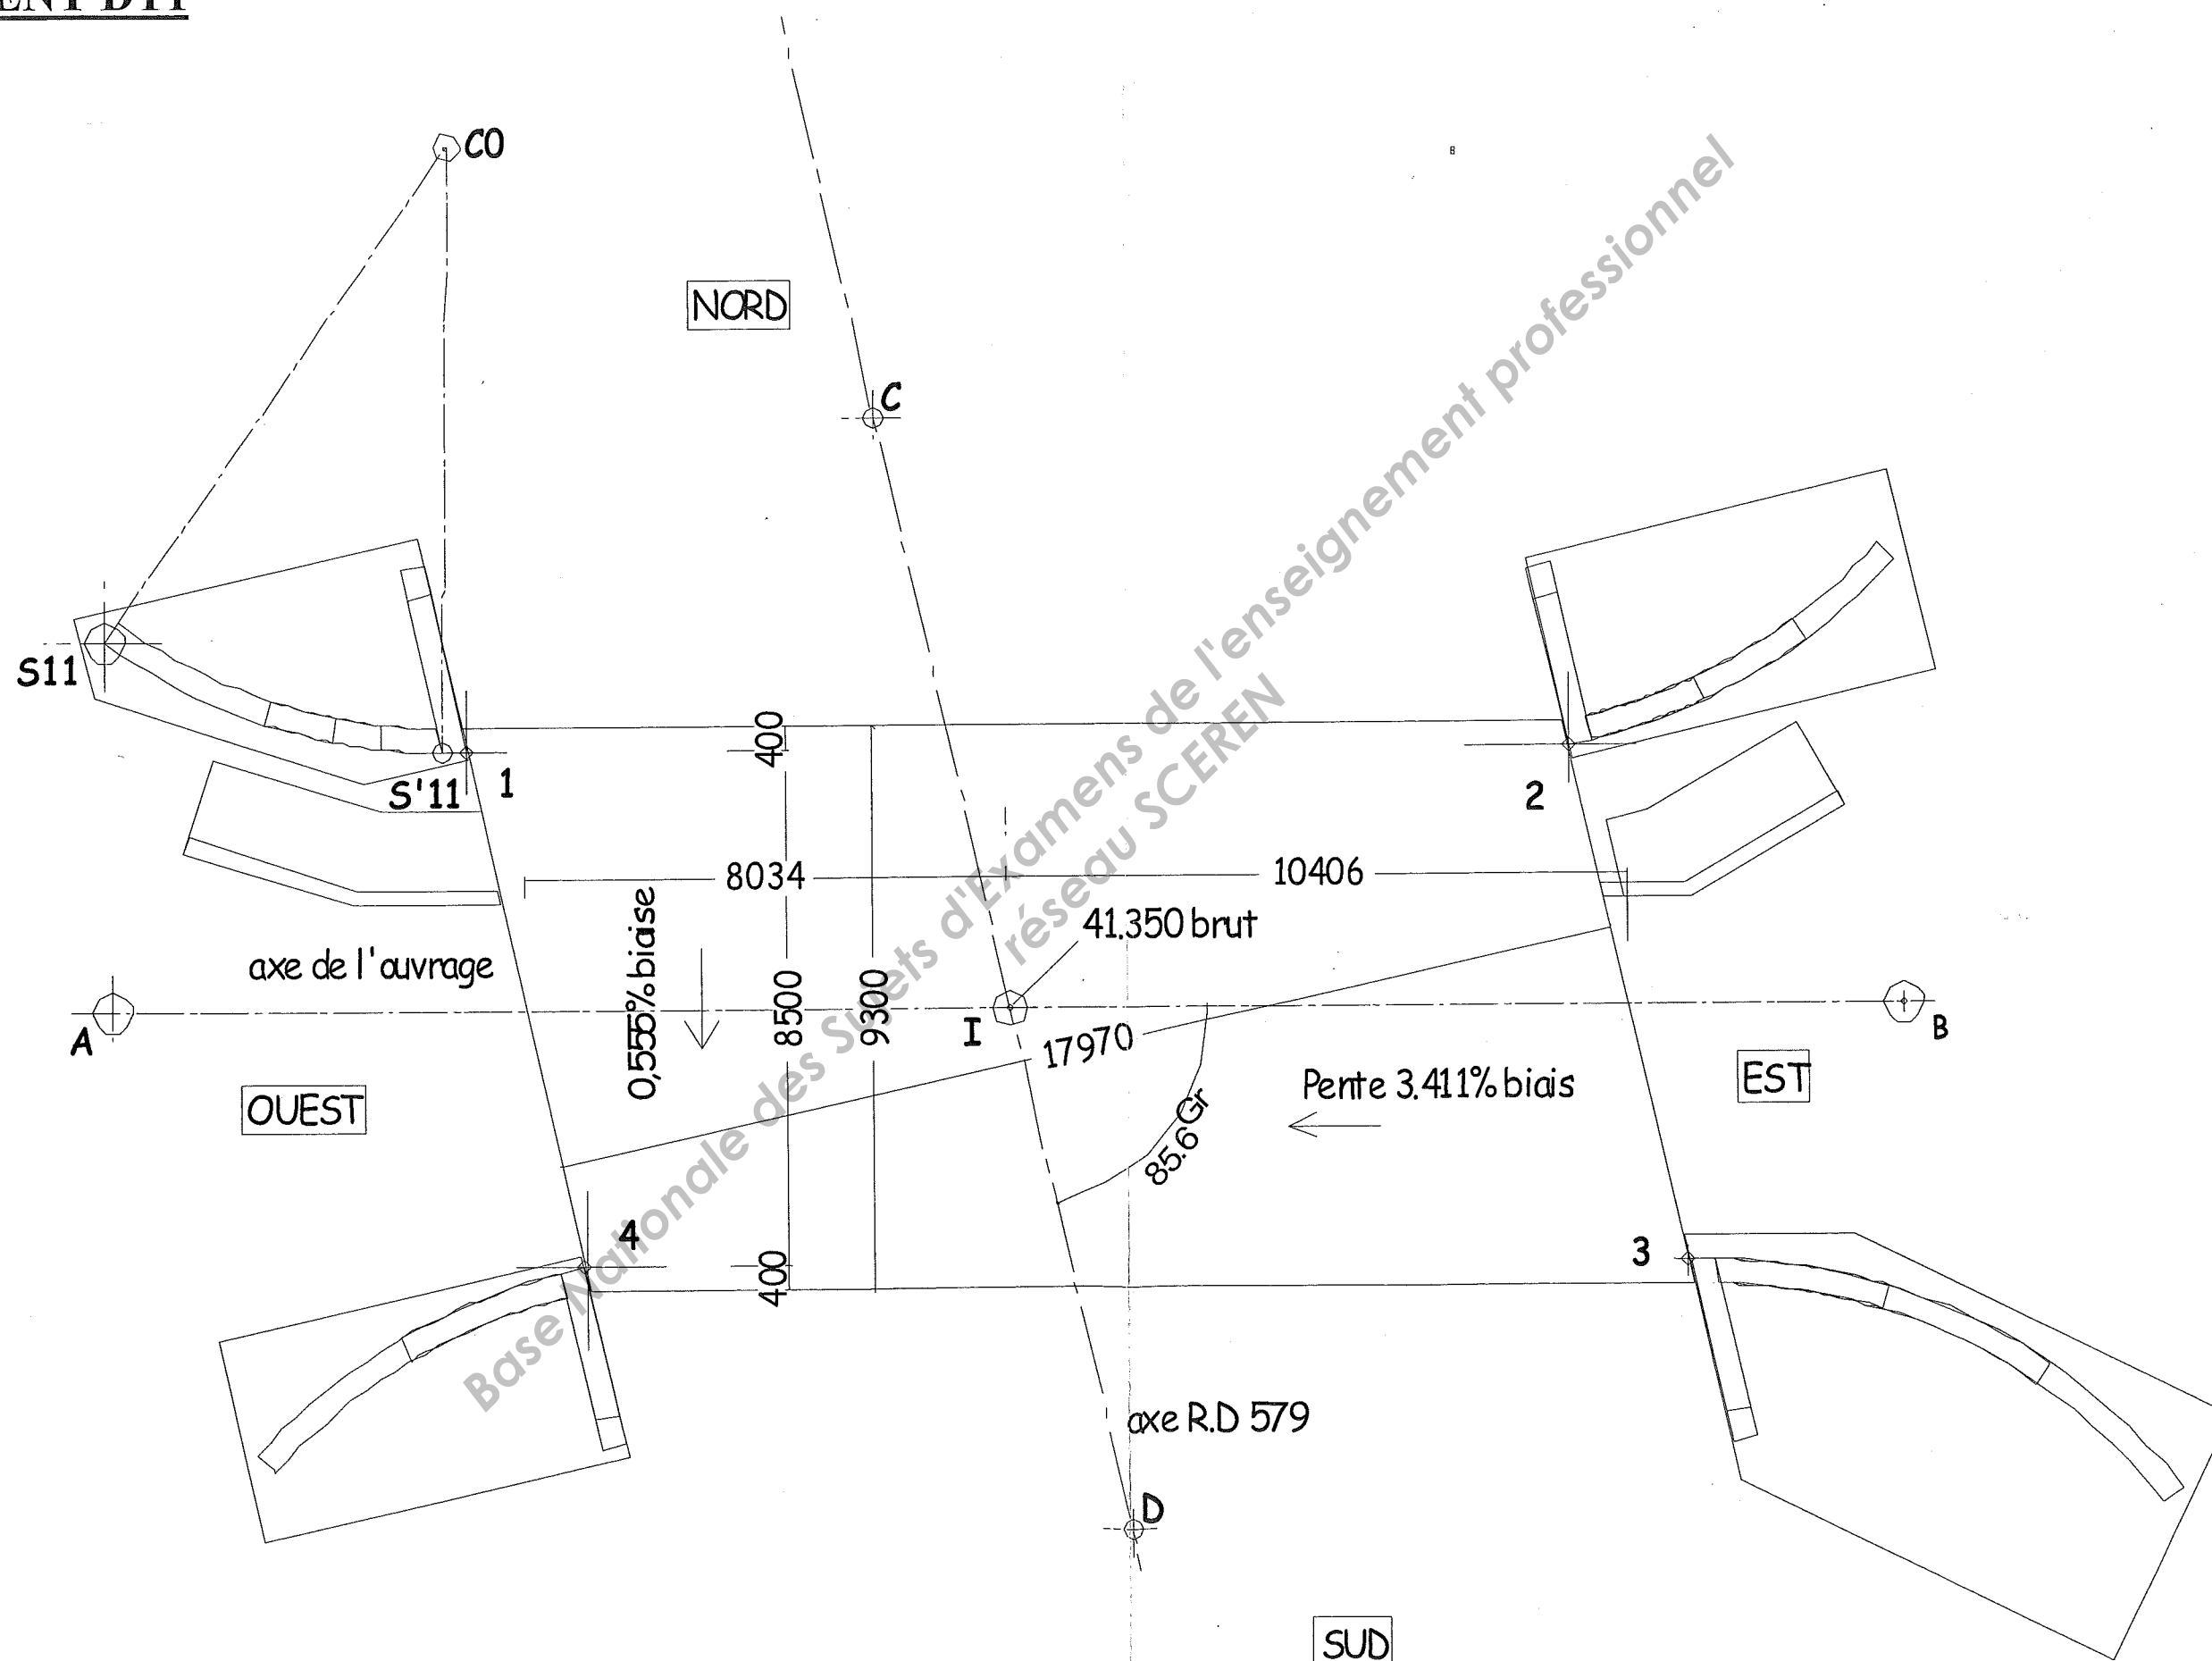 C0
NORD
C
S11
S'11
1
400
2
8034
10406
41.350 brut
0,555% biaise
8500
9300
axe de l'ouvrage
A
I
17970
B
OUEST
Pente 3.411% biais
EST
85.6 Gr
4
3
400
axe R.D 579
D
SUD
Base Nationale des Sujets d'Examens de l'enseignement professionnel
réseau SCEREN